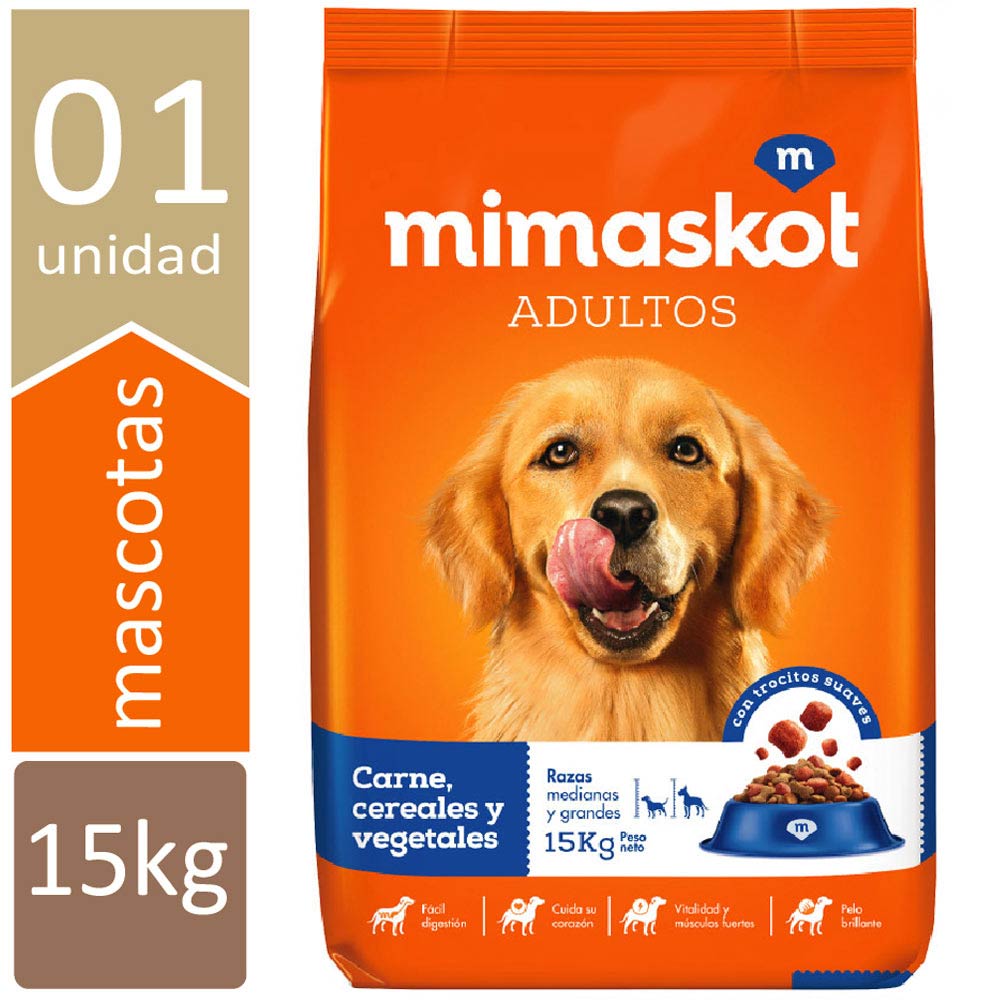 01
unidad
mascotas
15kg
m
mimaskot
ADULTOS
con trocitos suaves
Carne,
cereales y
vegetales
Razas
medianas
y grandes
15Kg Peso
neto
m
Fácil
digestión
Cuida su
corazón
Vitalidad y
músculos fuertes
Pelo
brillante